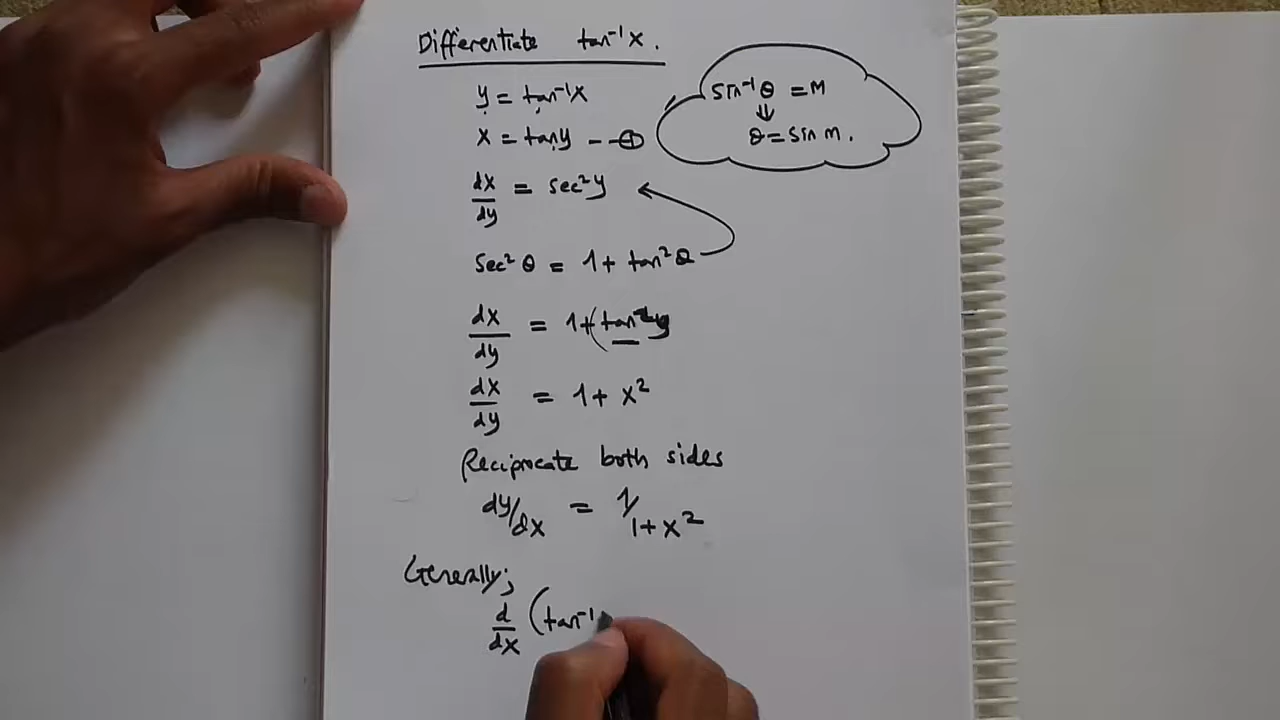 Differentiate tan⁻¹x.
y = tan⁻¹x
x = tany --①
dx/dy = sec²y
sec²θ = 1 + tan²θ
dx/dy = 1+(tan²y
dx/dy = 1 + x²
Reciprocate both sides
dy/dx = 1/1+x²
Generally;
d/dx (tan⁻¹
sin⁻¹θ = m
⇓
θ = sin m.